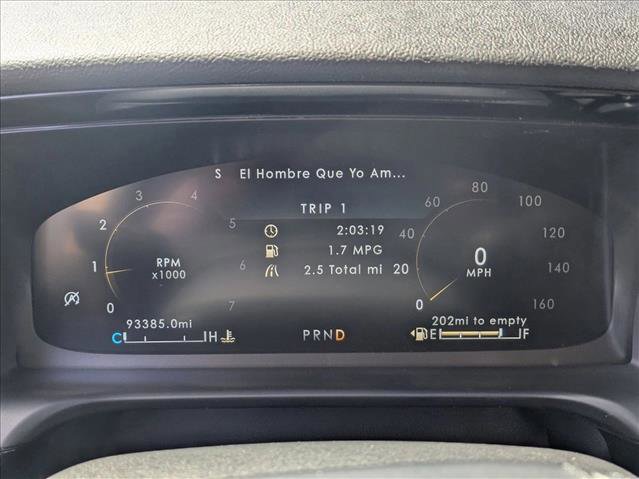 S El Hombre Que Yo Am...
TRIP 1
2:03:19
1.7 MPG
2.5 Total mi
0 1 2 3 4 5 6 7
RPM
x1000
0 20 40 60 80 100 120 140 160
0
MPH
93385.0mi
C H
PRND
202mi to empty
E F